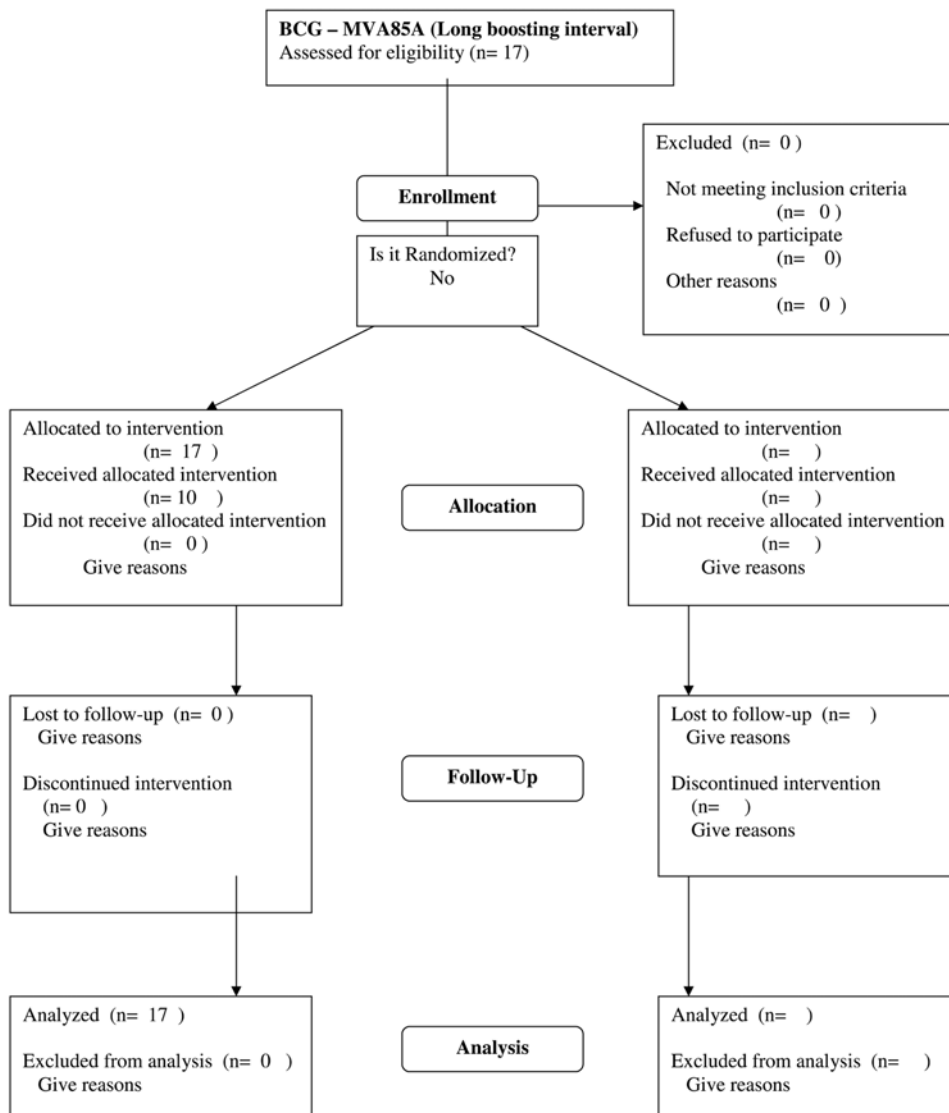 BCG – MVA85A (Long boosting interval)
Assessed for eligibility (n= 17)
Excluded (n= 0 )
Not meeting inclusion criteria
(n= 0 )
Refused to participate
(n= 0)
Other reasons
(n= 0 )
Enrollment
Is it Randomized?
No
Allocated to intervention
(n= 17 )
Received allocated intervention
(n= 10 )
Did not receive allocated intervention
(n= 0 )
Give reasons
Allocation
Allocated to intervention
(n= )
Received allocated intervention
(n= )
Did not receive allocated intervention
(n= )
Give reasons
Lost to follow-up (n= 0 )
Give reasons
Discontinued intervention
(n= 0 )
Give reasons
Follow-Up
Lost to follow-up (n= )
Give reasons
Discontinued intervention
(n= )
Give reasons
Analyzed (n= 17 )
Excluded from analysis (n= 0 )
Give reasons
Analysis
Analyzed (n= )
Excluded from analysis (n= )
Give reasons